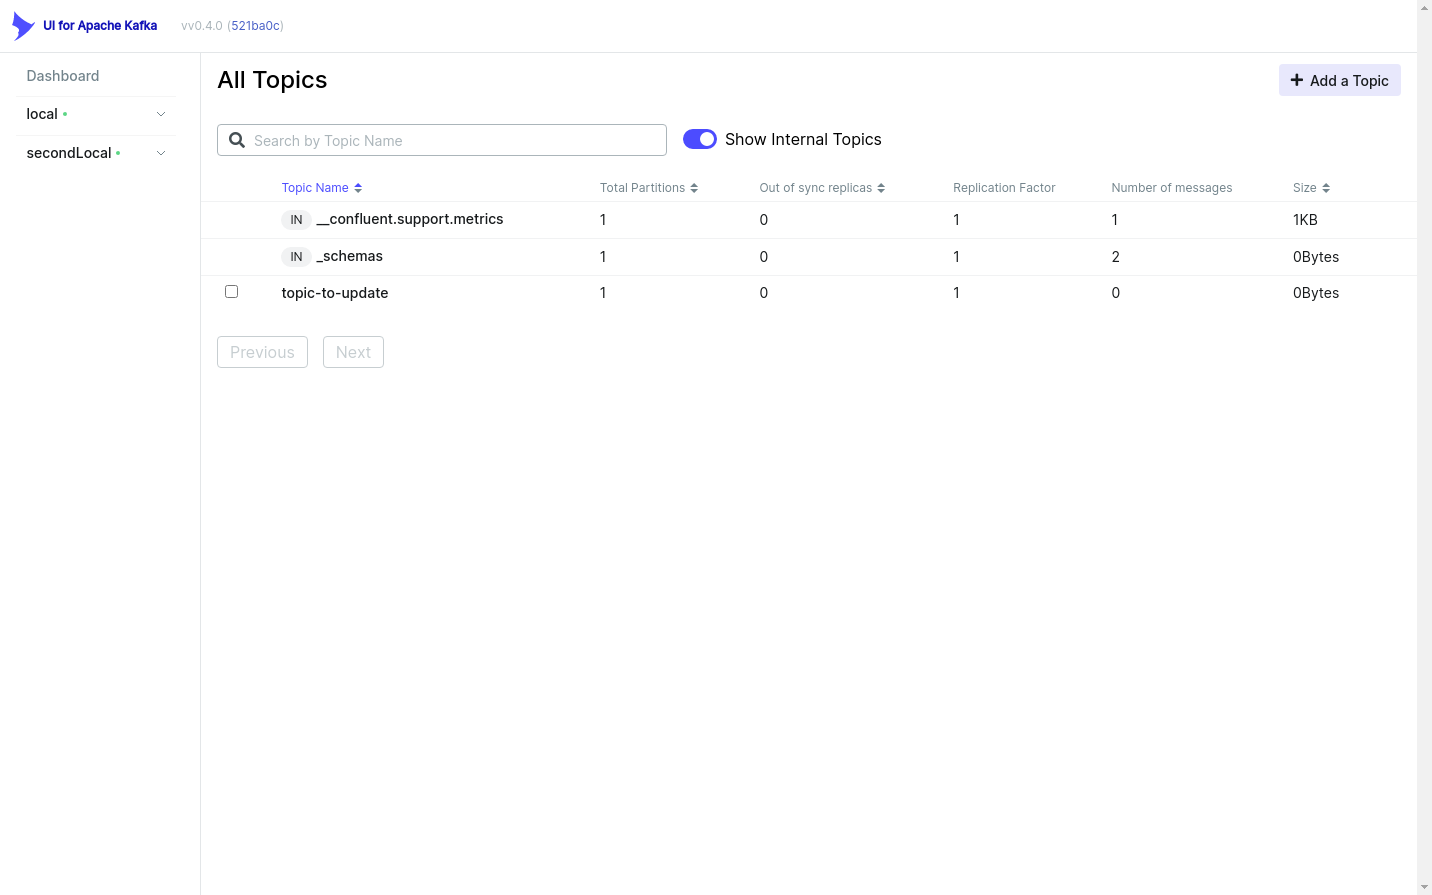 UI for Apache Kafka vv0.4.0 (521ba0c)
Dashboard
local
secondLocal
All Topics
Add a Topic
Search by Topic Name
Show Internal Topics
Topic Name Total Partitions Out of sync replicas Replication Factor Number of messages Size
IN __confluent.support.metrics 1 0 1 1 1KB
IN _schemas 1 0 1 2 0Bytes
topic-to-update 1 0 1 0 0Bytes
Previous Next